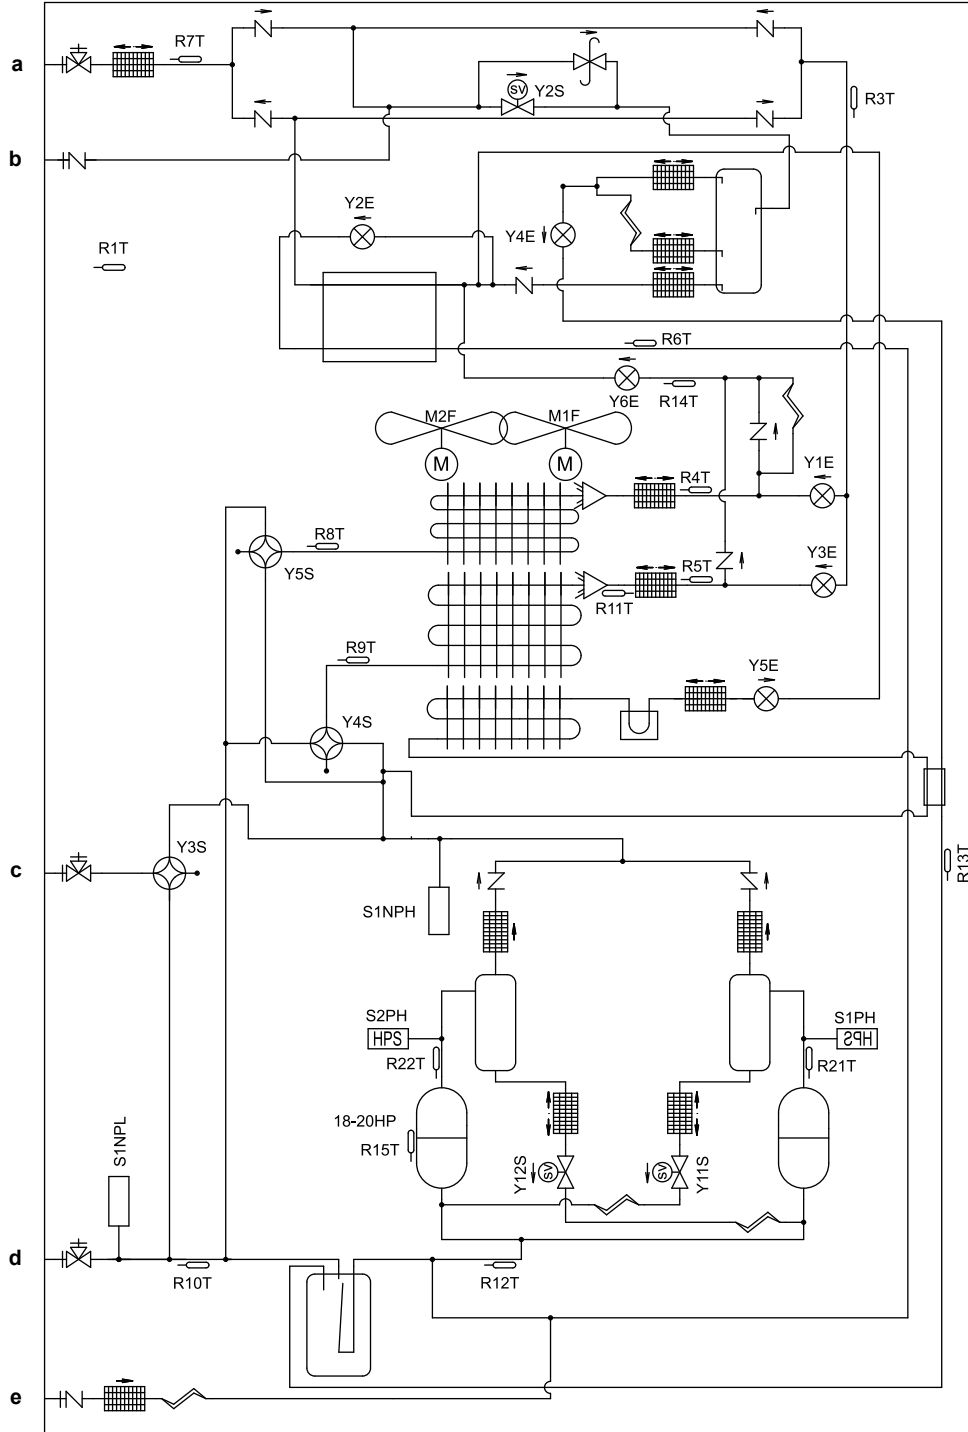 a
R7T
SV
Y2S
R3T
b
Y2E
Y4E
R1T
R6T
Y6E
R14T
M2F
M1F
M
M
R4T
Y1E
R8T
Y5S
R5T
Y3E
R11T
R9T
Y5E
Y4S
Y3S
c
S1NPH
R13T
S2PH
HPS
R22T
S1PH
HPS
R21T
18-20HP
R15T
S1NPL
Y12S
SV
SV
Y11S
d
R10T
R12T
e